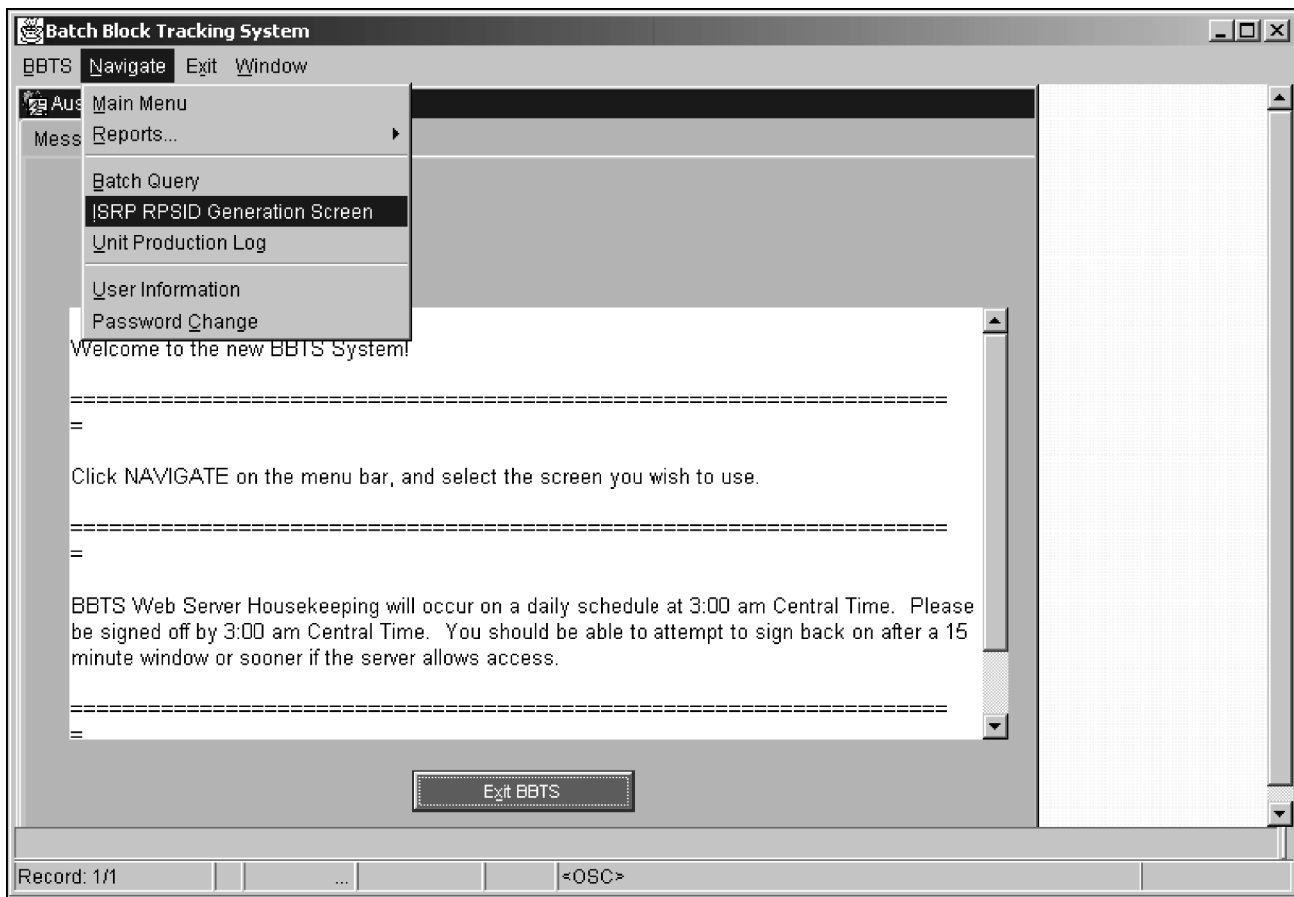 Batch Block Tracking System
BBTS Navigate Exit Window
Aus
Mess
Main Menu
Reports...
Batch Query
ISRP RPSID Generation Screen
Unit Production Log
User Information
Password Change
Welcome to the new BBTS System!
====================================================================
=
Click NAVIGATE on the menu bar, and select the screen you wish to use.
====================================================================
=
BBTS Web Server Housekeeping will occur on a daily schedule at 3:00 am Central Time.  Please
be signed off by 3:00 am Central Time.  You should be able to attempt to sign back on after a 15
minute window or sooner if the server allows access.
====================================================================
=
Exit BBTS
Record: 1/1 ... <OSC>